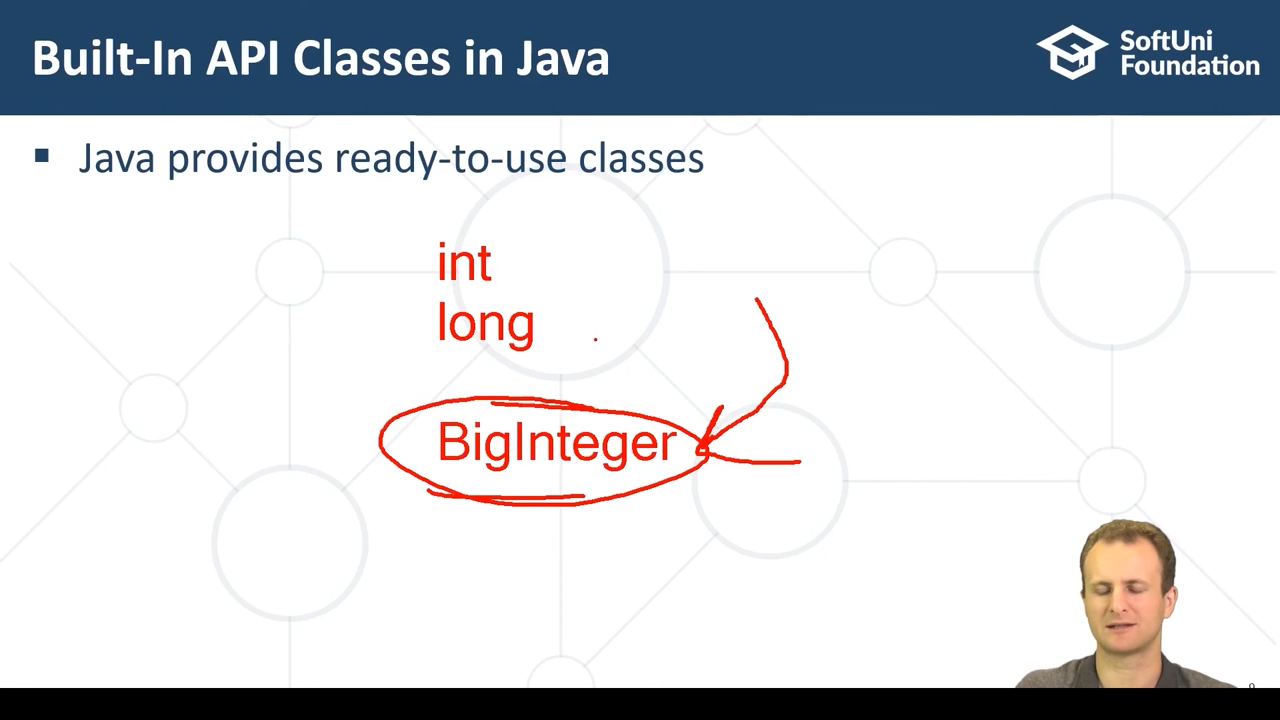 Built-In API Classes in Java
SoftUni
Foundation
▪ Java provides ready-to-use classes
int
long
BigInteger